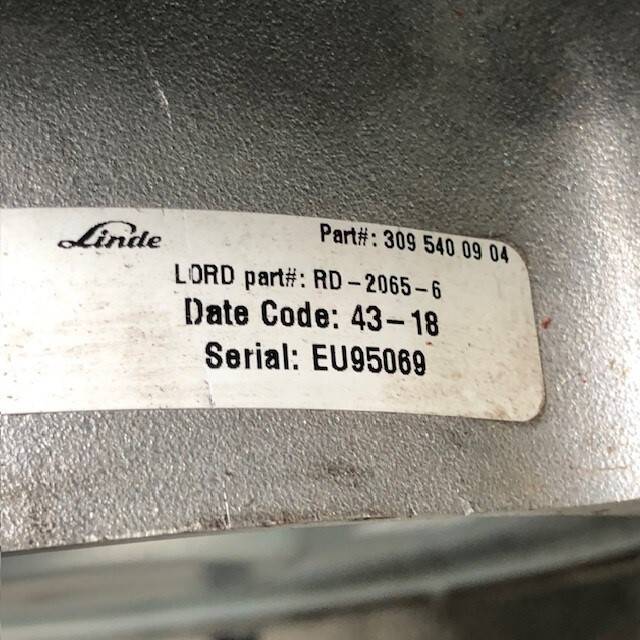 Linde
Part#: 309 540 09 04
LORD part#: RD-2065-6
Date Code: 43-18
Serial: EU95069